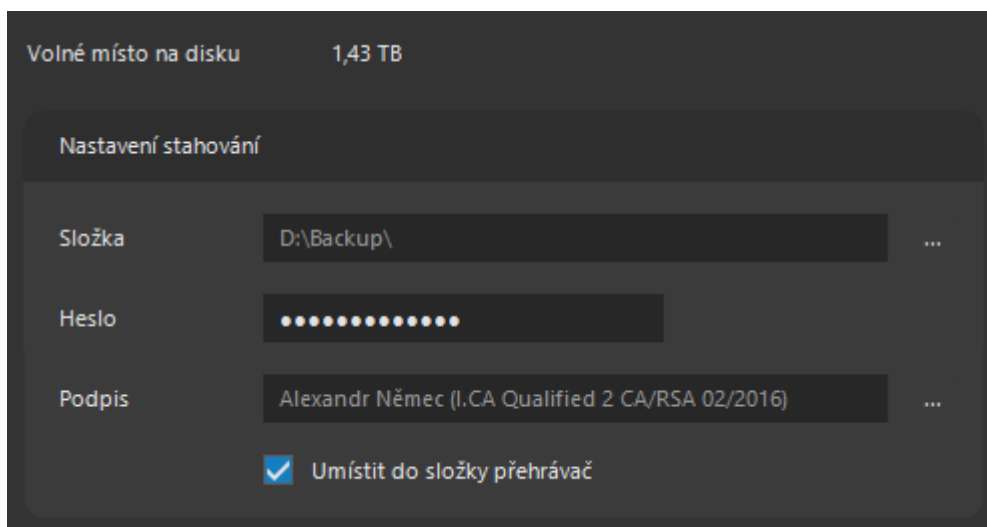 Volné místo na disku 1,43 TB
Nastavení stahování
Složka D:\Backup\ ...
Heslo •••••••••••••
Podpis Alexandr Němec (I.CA Qualified 2 CA/RSA 02/2016) ...
Umístit do složky přehrávač